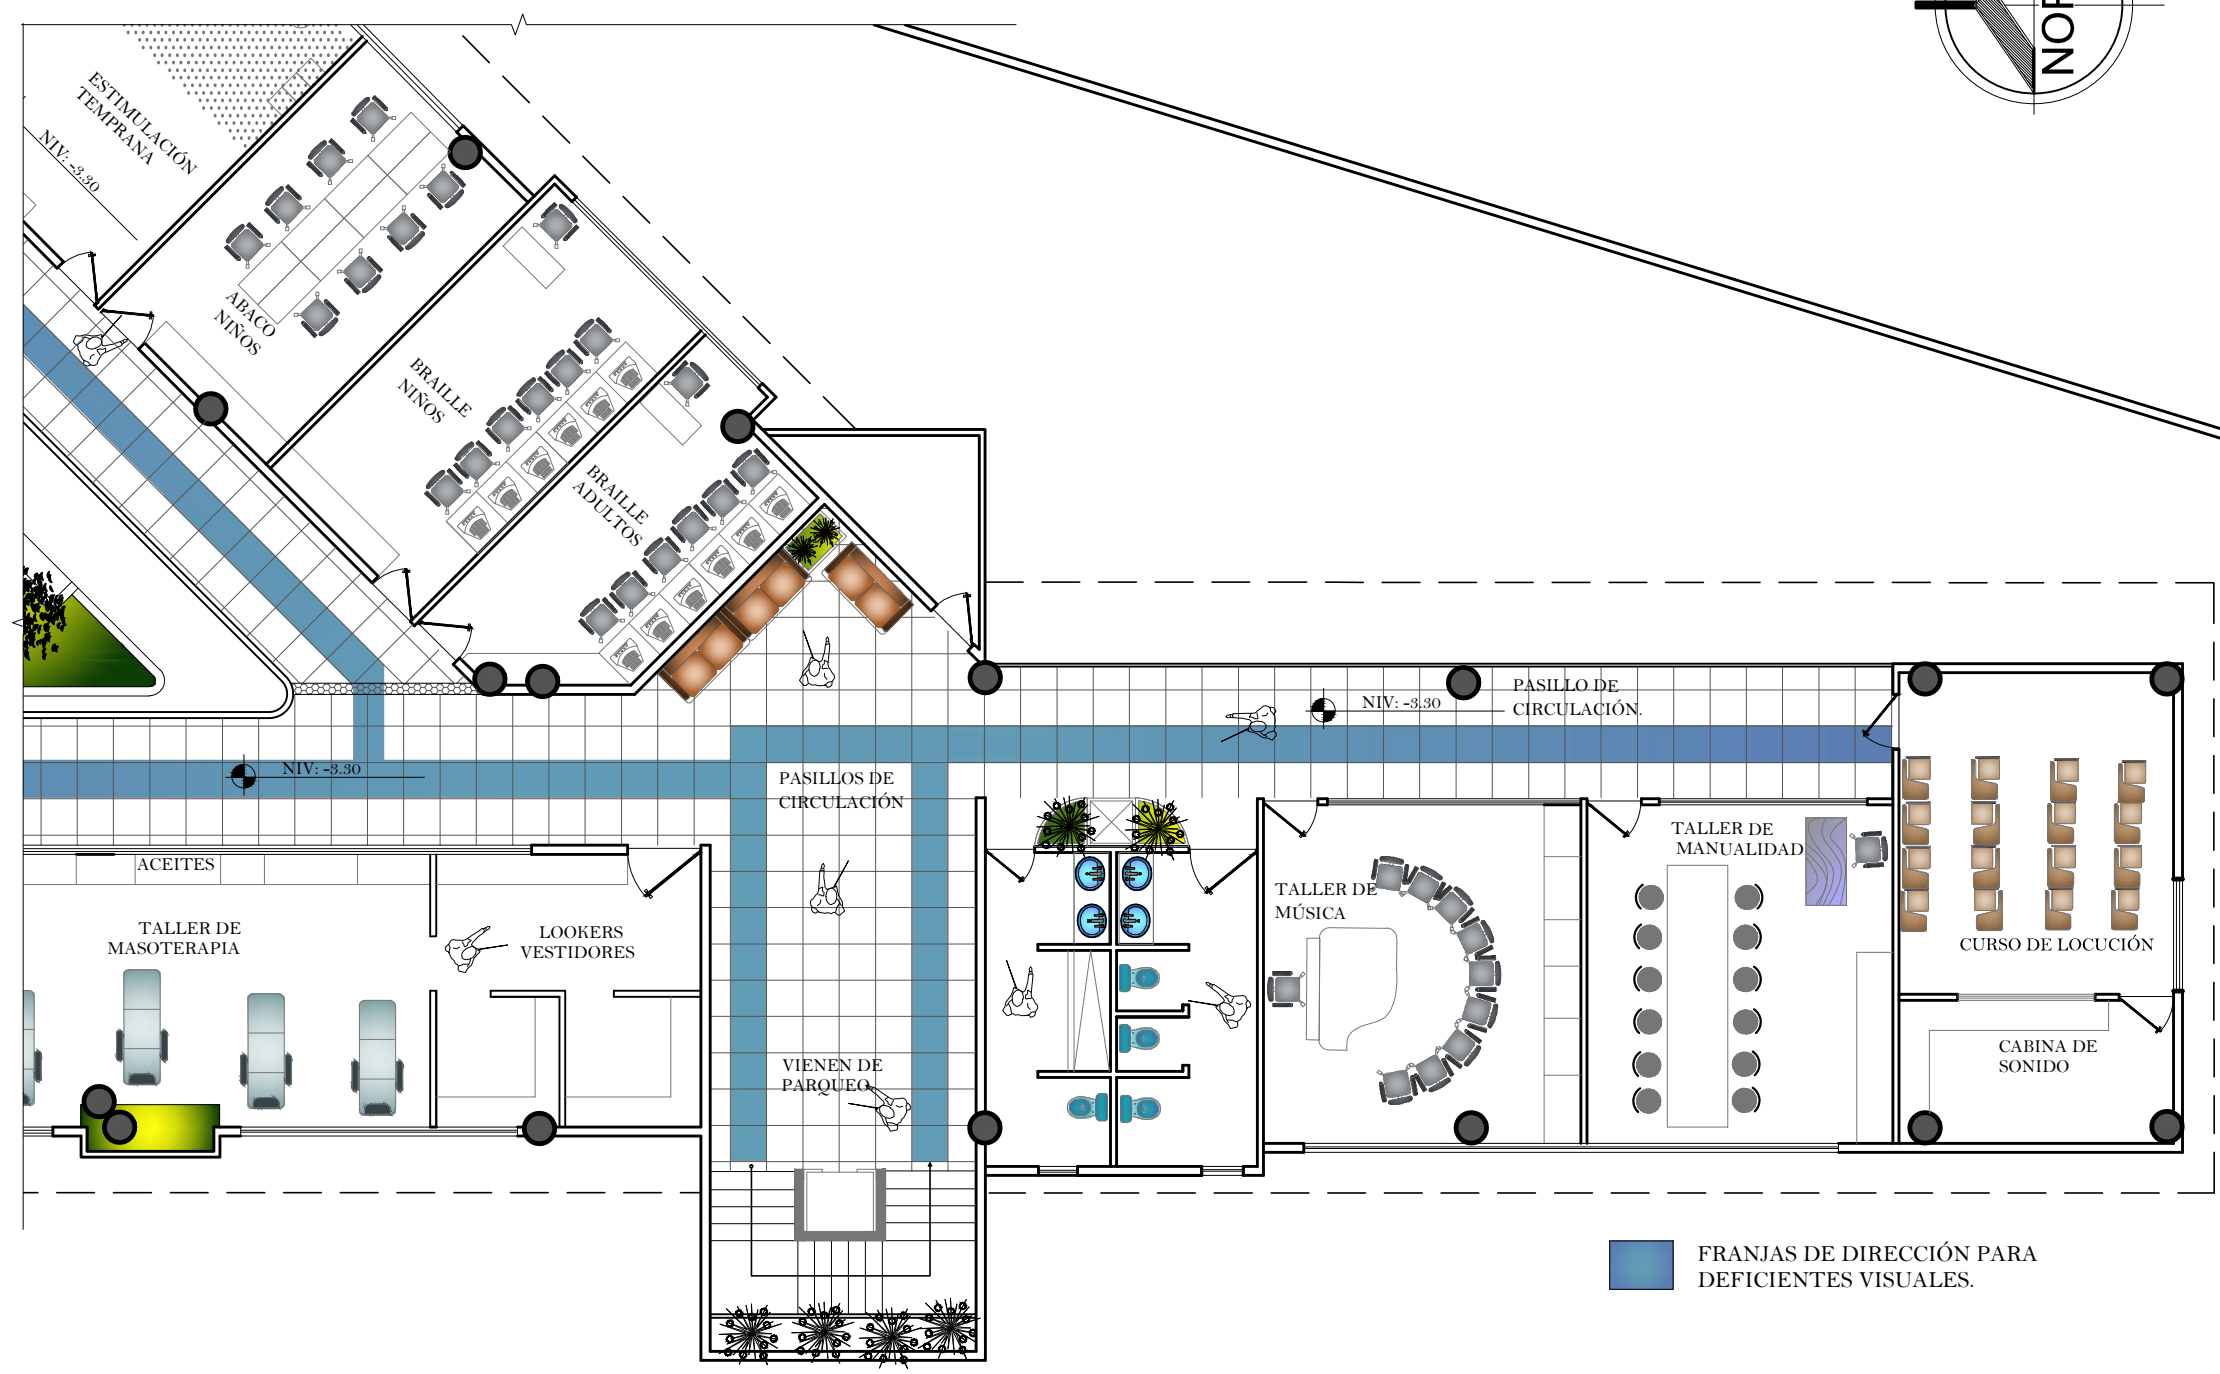 NOR
ESTIMULACIÓN
TEMPRANA
NIV: -3.30
ABACO
NIÑOS
BRAILLE
NIÑOS
BRAILLE
ADULTOS
PASILLO DE
CIRCULACIÓN.
NIV: -3.30
NIV: -3.30
PASILLOS DE
CIRCULACIÓN
ACEITES
TALLER DE
MASOTERAPIA
LOOKERS
VESTIDORES
VIENEN DE
PARQUEO
TALLER DE
MÚSICA
TALLER DE
MANUALIDAD
CURSO DE LOCUCIÓN
CABINA DE
SONIDO
FRANJAS DE DIRECCIÓN PARA
DEFICIENTES VISUALES.